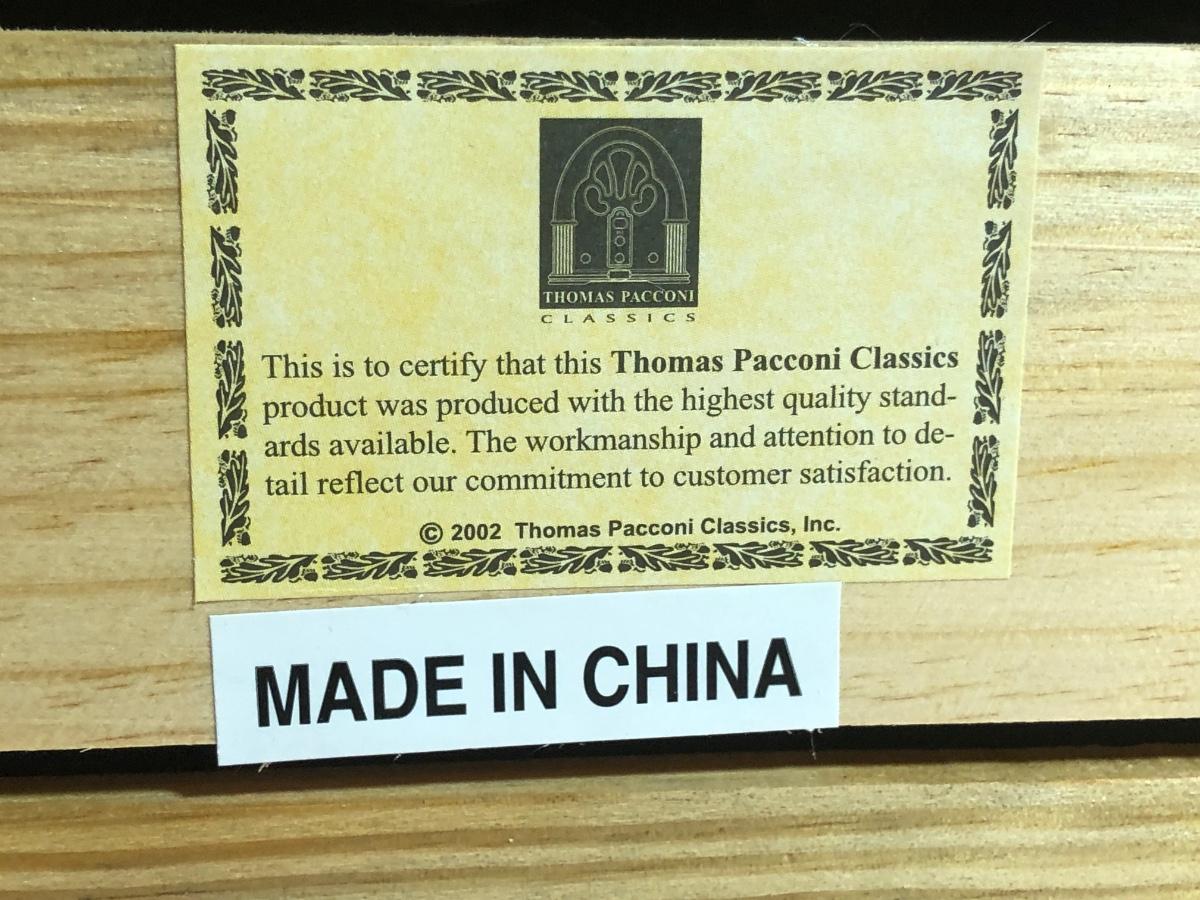 THOMAS PACCONI
CLASSICS
This is to certify that this Thomas Pacconi Classics
product was produced with the highest quality stand-
ards available. The workmanship and attention to de-
tail reflect our commitment to customer satisfaction.
© 2002 Thomas Pacconi Classics, Inc.
MADE IN CHINA